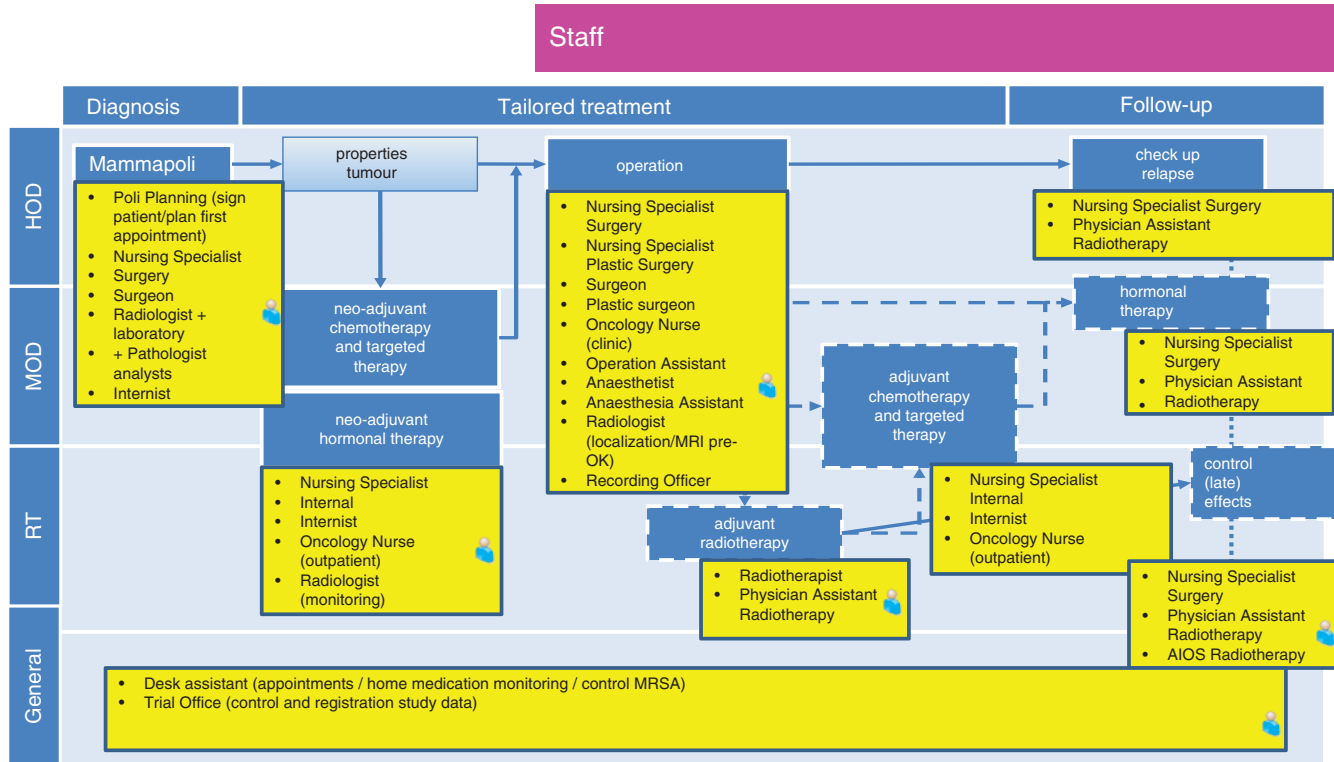 Staff
Diagnosis
Tailored treatment
Follow-up
HOD
Mammapoli
• Poli Planning (sign
patient/plan first
appointment)
• Nursing Specialist
• Surgery
• Surgeon
• Radiologist +
laboratory
• + Pathologist
analysts
• Internist
properties
tumour
operation
• Nursing Specialist
Surgery
• Nursing Specialist
Plastic Surgery
• Surgeon
• Plastic surgeon
• Oncology Nurse
(clinic)
• Operation Assistant
• Anaesthetist
• Anaesthesia Assistant
• Radiologist
(localization/MRI pre-
OK)
• Recording Officer
check up
relapse
• Nursing Specialist Surgery
• Physician Assistant
Radiotherapy
MOD
neo-adjuvant
chemotherapy
and targeted
therapy
neo-adjuvant
hormonal therapy
• Nursing Specialist
• Internal
• Internist
• Oncology Nurse
(outpatient)
• Radiologist
(monitoring)
adjuvant
chemotherapy
and targeted
therapy
• Nursing Specialist
Internal
• Internist
• Oncology Nurse
(outpatient)
hormonal
therapy
• Nursing Specialist
Surgery
• Physician Assistant
• Radiotherapy
RT
adjuvant
radiotherapy
• Radiotherapist
• Physician Assistant
Radiotherapy
control
(late)
effects
• Nursing Specialist
Surgery
• Physician Assistant
Radiotherapy
• AIOS Radiotherapy
General
• Desk assistant (appointments / home medication monitoring / control MRSA)
• Trial Office (control and registration study data)